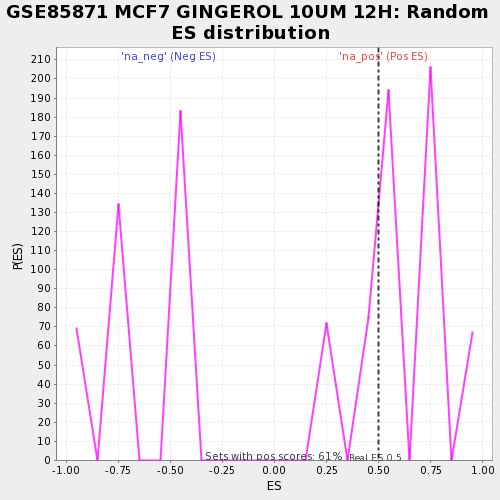 GSE85871 MCF7 GINGEROL 10UM 12H: Random
ES distribution
'na_neg' (Neg ES)
'na_pos' (Pos ES)
210
200
190
180
170
160
150
140
130
120
110
100
90
80
70
60
50
40
30
20
10
0
P(ES)
Sets with pos scores: 61%
Real ES 0.5
-1.00 -0.75 -0.50 -0.25 0.00 0.25 0.50 0.75 1.00
ES